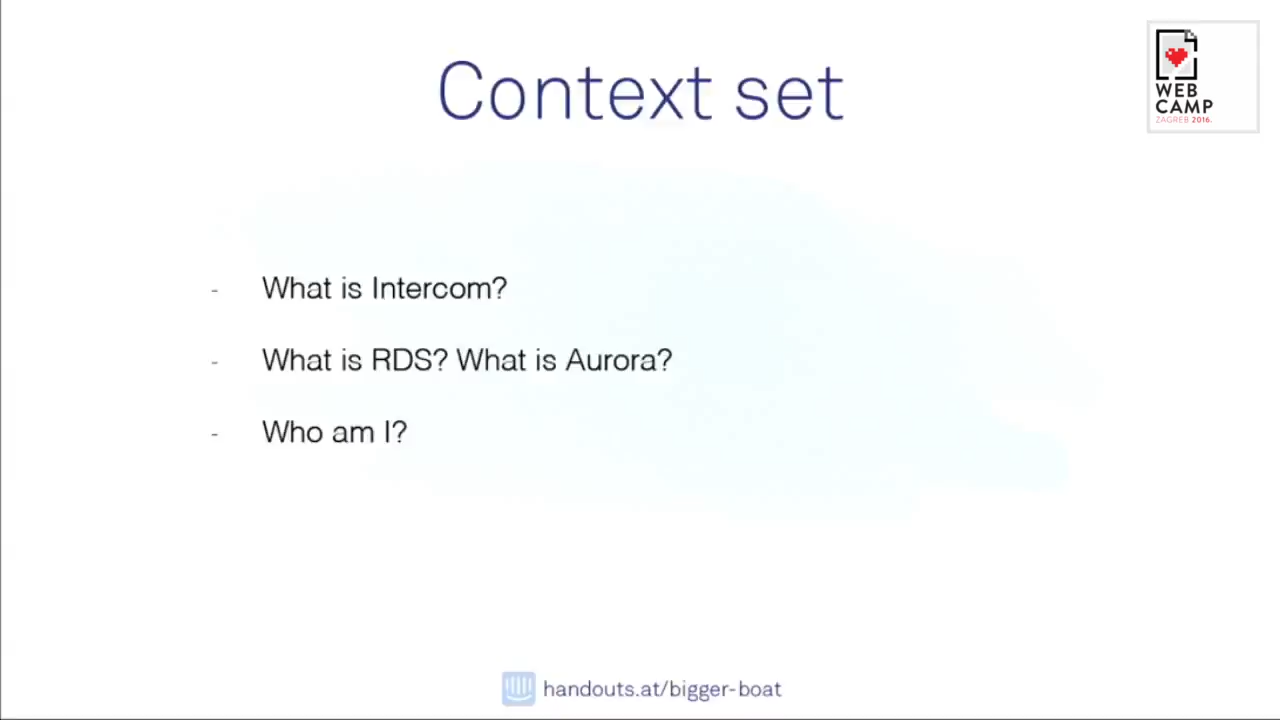 Context set
WEB
CAMP
ZAGREB 2016.
- What is Intercom?
- What is RDS? What is Aurora?
- Who am I?
handouts.at/bigger-boat